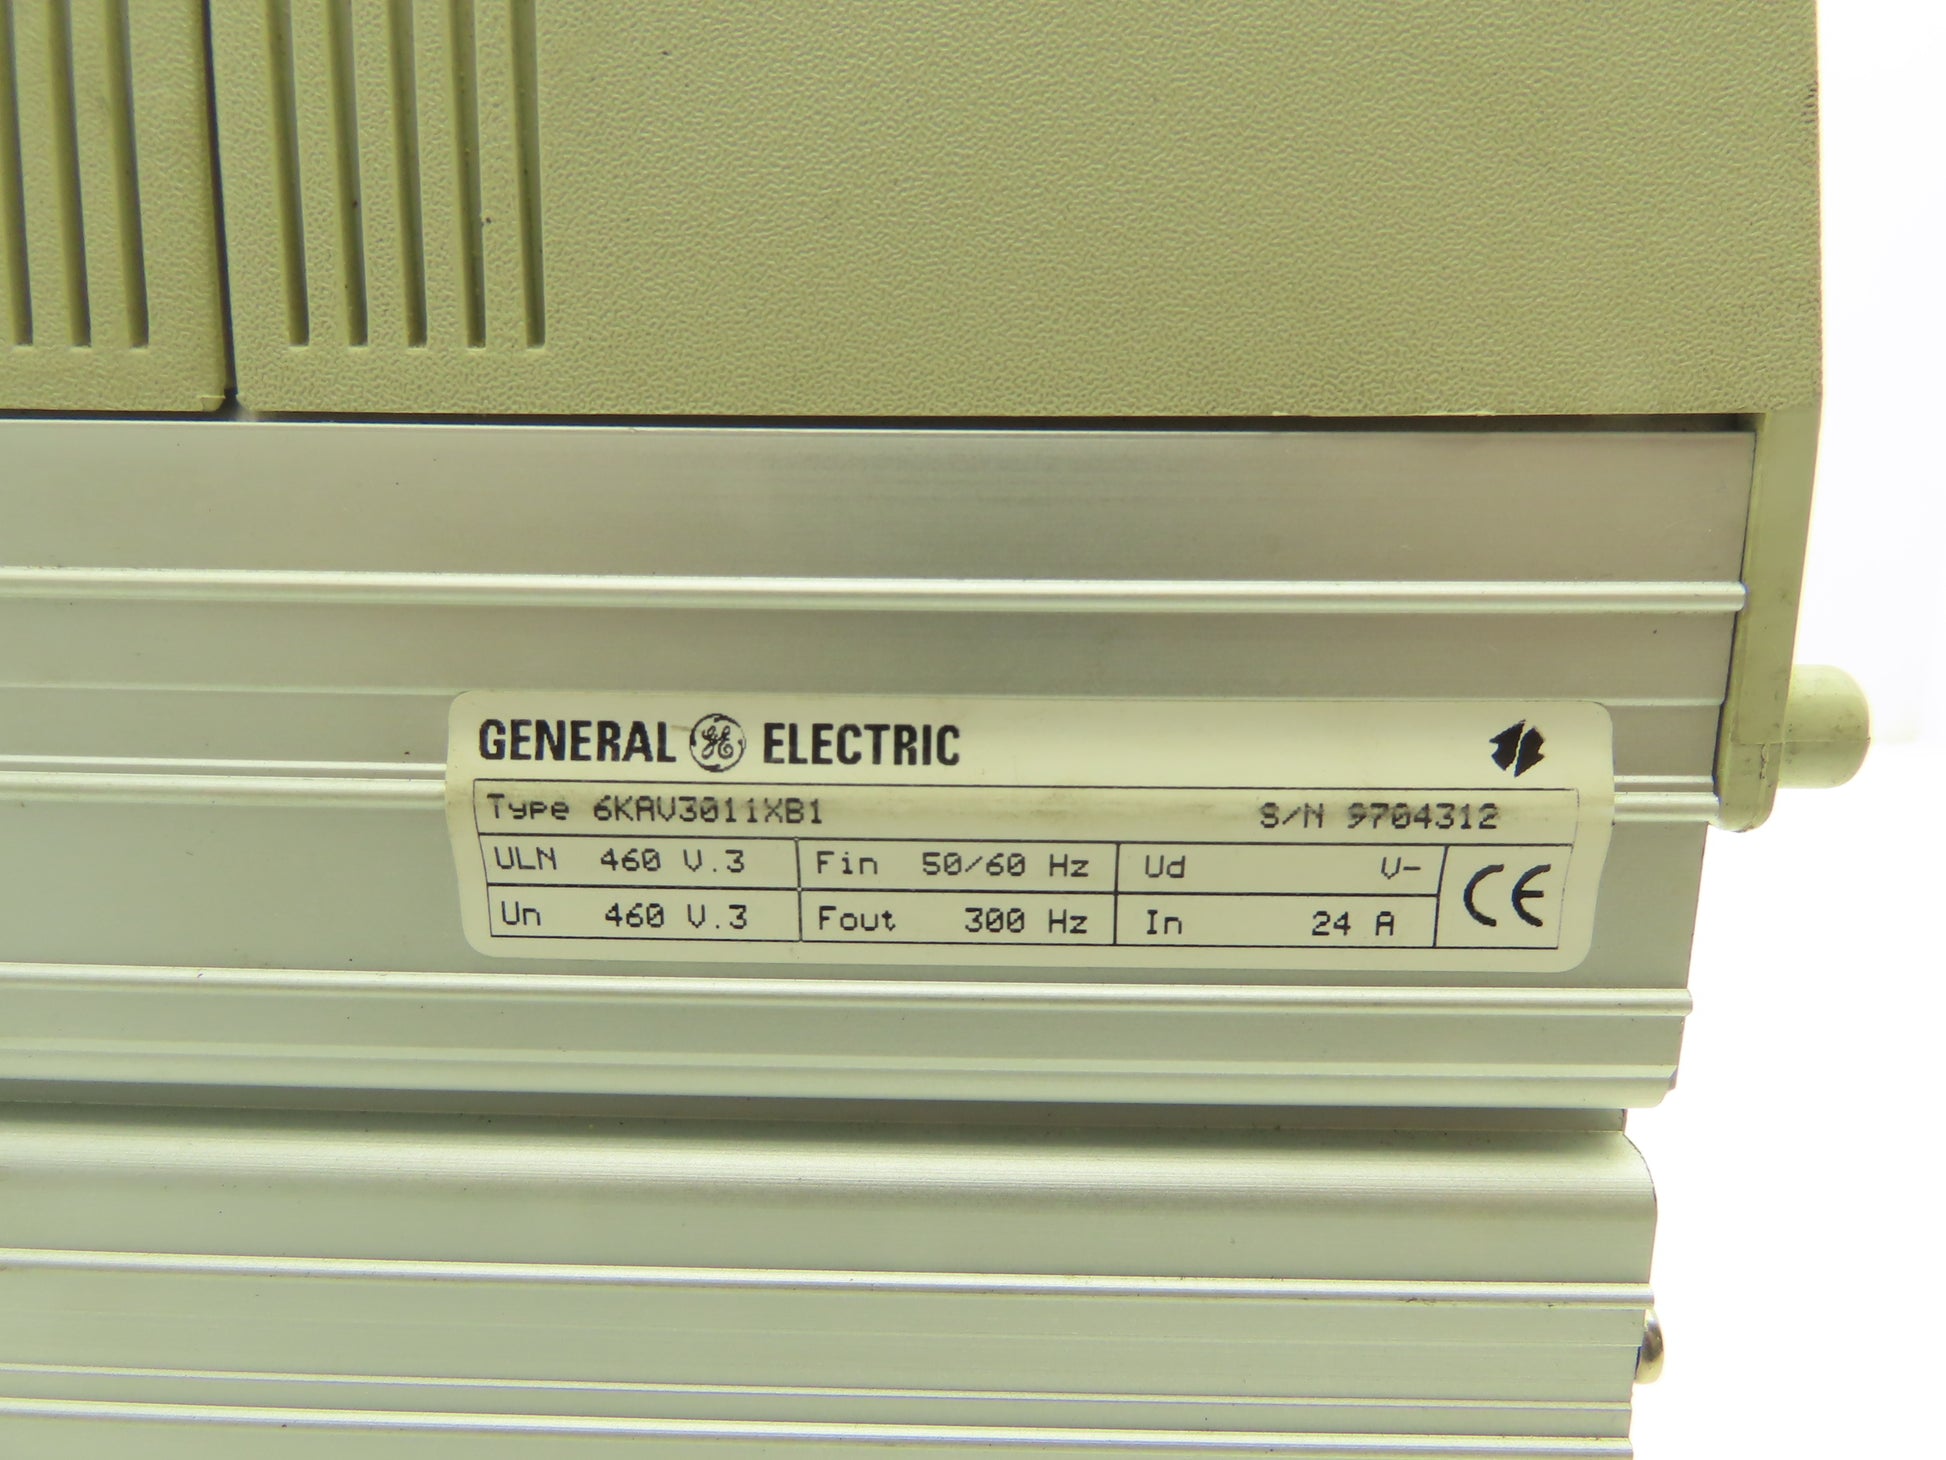 GENERAL GE ELECTRIC
Type 6KAV3011XB1 S/N 9704312
ULN 460 V.3 Fin 50/60 Hz Ud V-
Un 460 V.3 Fout 300 Hz In 24 A
CE